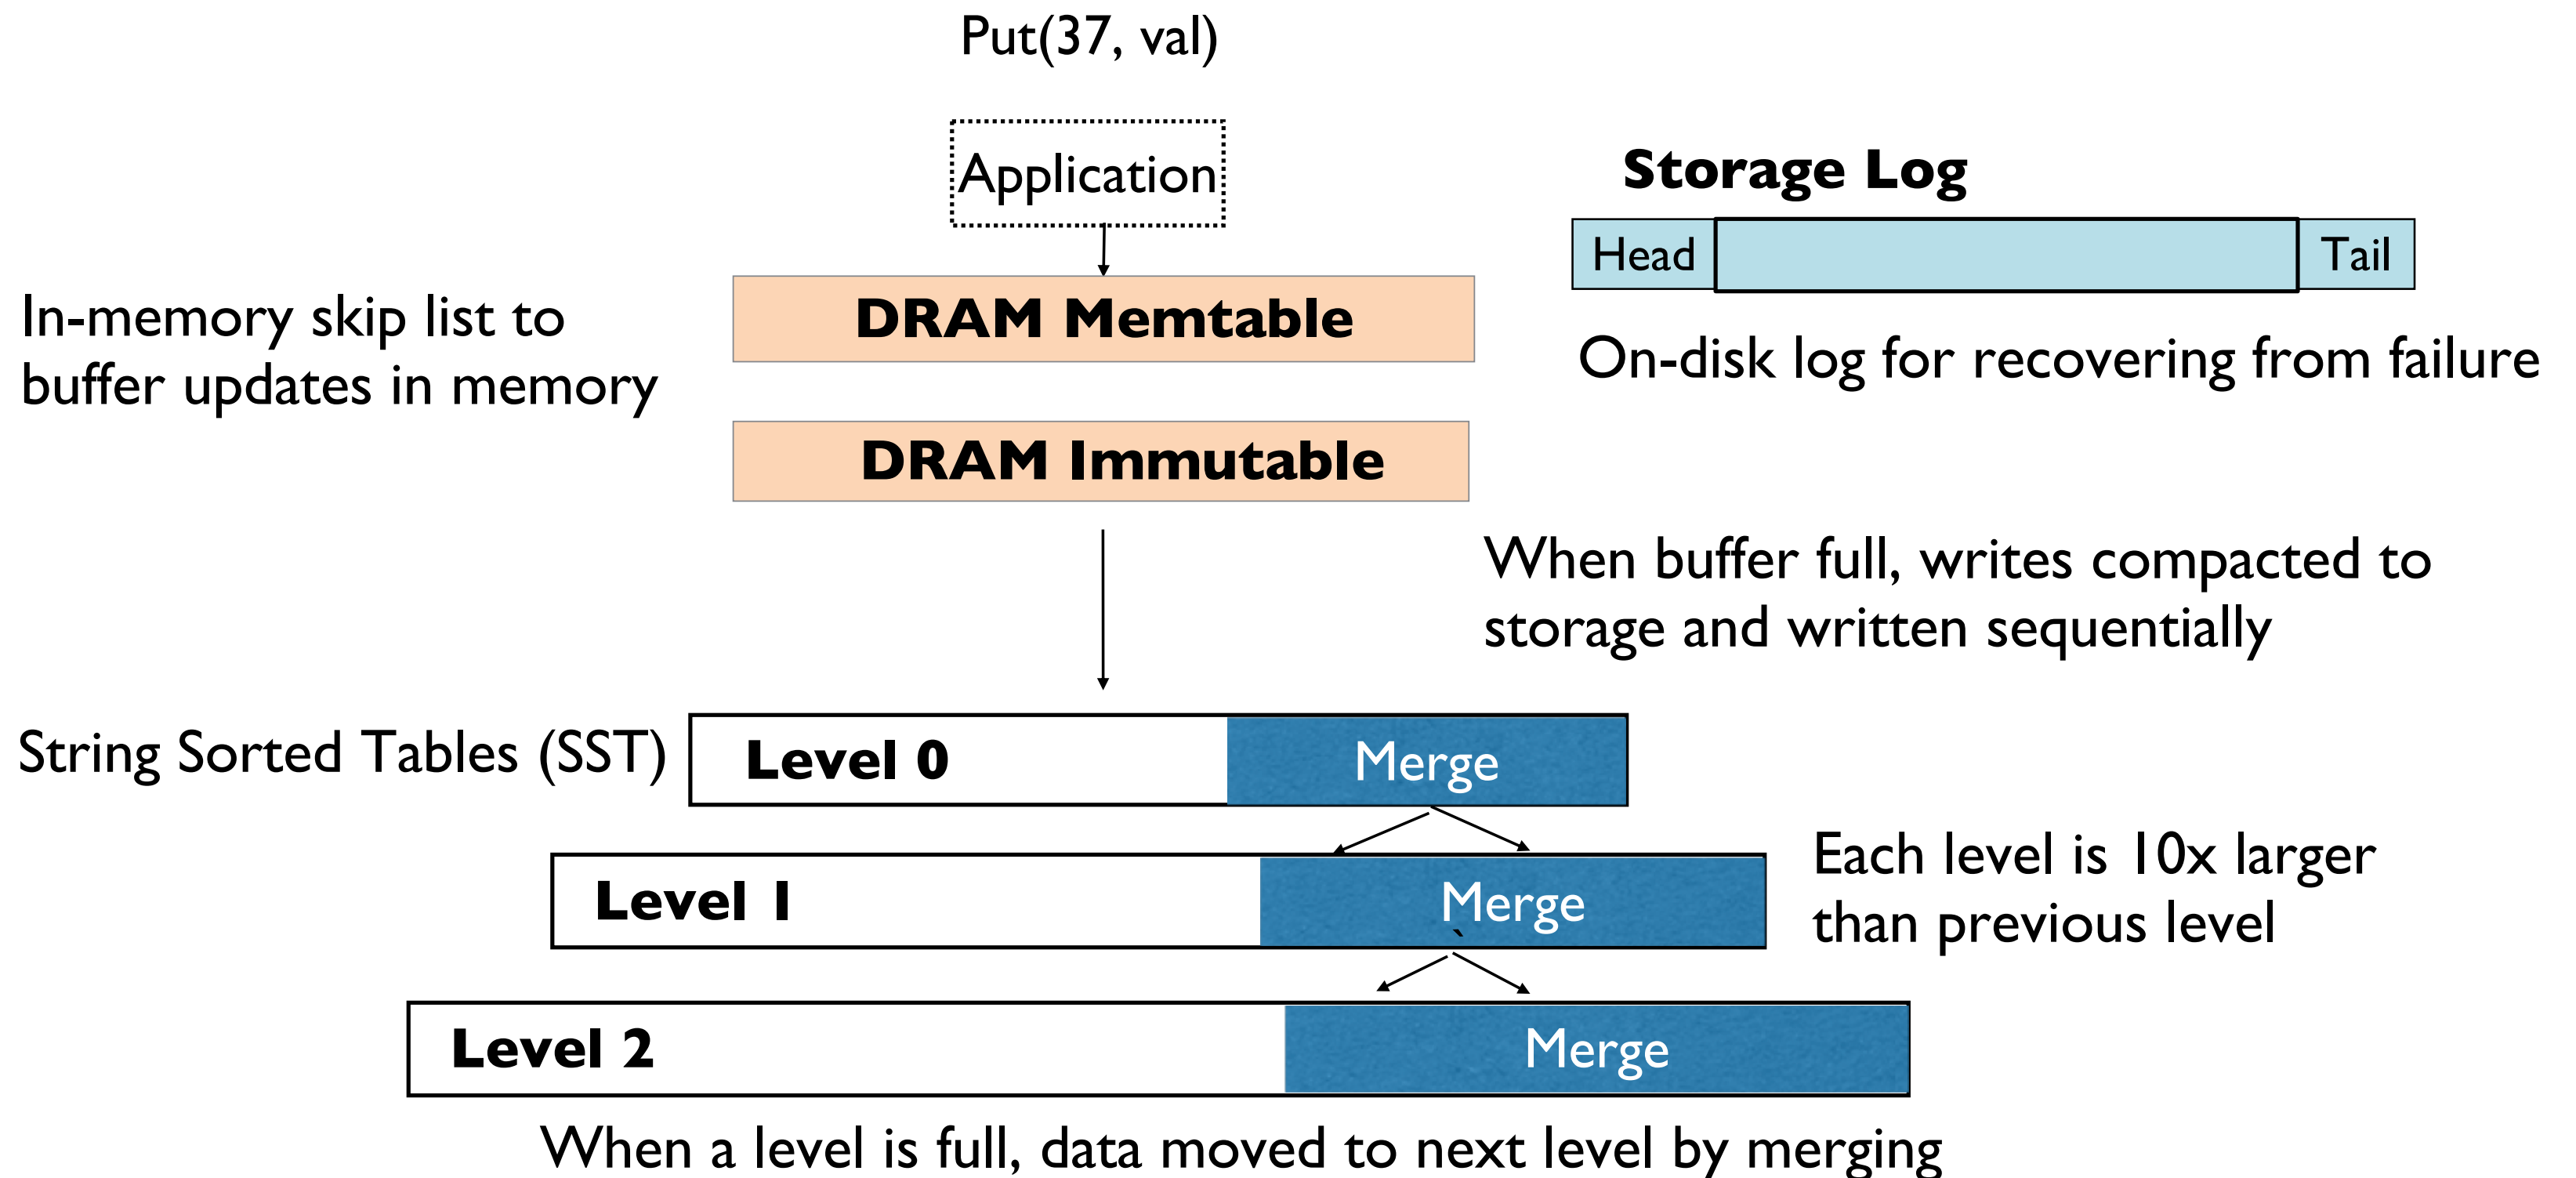 Put(37, val)
Application
Storage Log
Head
Tail
In-memory skip list to
buffer updates in memory
DRAM Memtable
On-disk log for recovering from failure
DRAM Immutable
When buffer full, writes compacted to
storage and written sequentially
String Sorted Tables (SST)
Level 0
Merge
Level 1
Merge
Each level is 10x larger
than previous level
Level 2
Merge
When a level is full, data moved to next level by merging